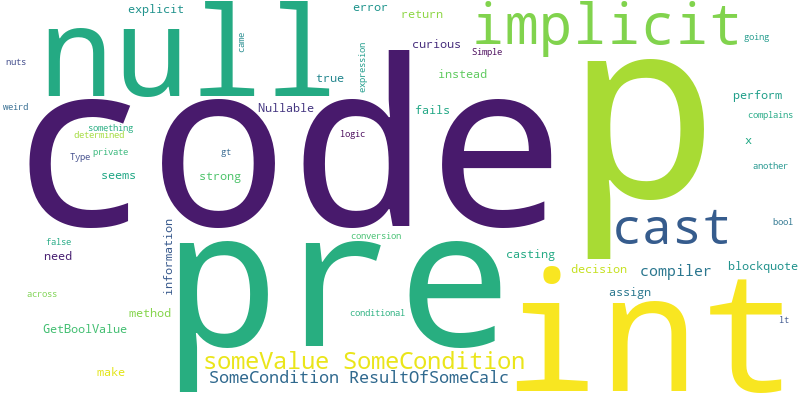 explicit
error
return
null
implicit
came
curious
Simple
going
nuts
expression
true
instead
weird
Nullable
fails
perform
code
p
complains
something
determined
logic
x
Type
private
gt
another
seems
strong
information
cast
bool
false
conversion
need
pre
casting
decision
compiler
blockquote
across
int
assign
method
conditional
lt
GetBoolValue
someValue SomeCondition
make
SomeCondition ResultOfSomeCalc